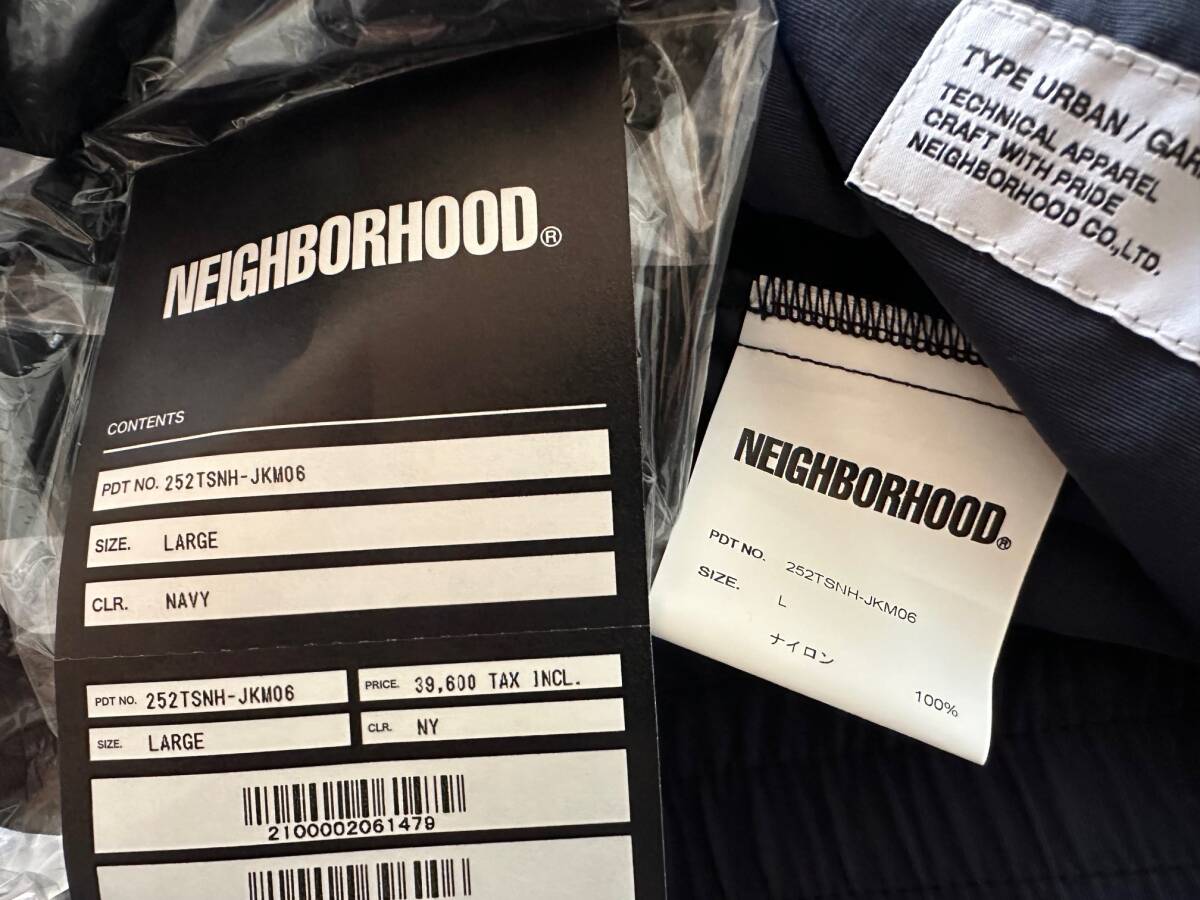 NEIGHBORHOOD®
CONTENTS
PDT NO. 252TSNH-JKM06
SIZE. LARGE
CLR. NAVY
PDT NO. 252TSNH-JKM06
PRICE. 39,600 TAX INCL.
SIZE. LARGE
CLR. NY
2100002061479
TYPE URBAN /
TECHNICAL APPAREL
CRAFT WITH PRIDE
NEIGHBORHOOD CO.,LTD.
NEIGHBORHOOD®
PDT NO. 252TSNH-JKM06
SIZE. L
ナイロン
100%